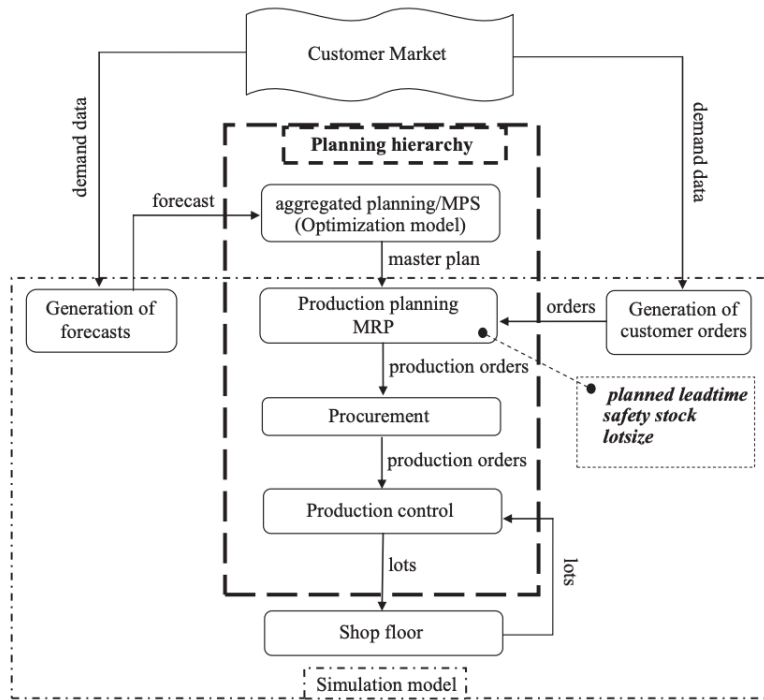 Customer Market
demand data
demand data
Planning hierarchy
forecast
aggregated planning/MPS
(Optimization model)
master plan
Generation of
forecasts
Production planning
MRP
orders
Generation of
customer orders
production orders
planned leadtime
safety stock
lotsize
Procurement
production orders
Production control
lots
lots
Shop floor
Simulation model